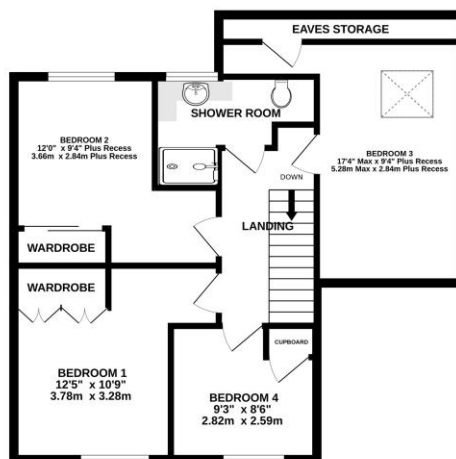 EAVES STORAGE
SHOWER ROOM
BEDROOM 2
12'0" x 9'4" Plus Recess
3.66m x 2.84m Plus Recess
BEDROOM 3
17'4" Max x 9'4" Plus Recess
5.28m Max x 2.84m Plus Recess
DOWN
LANDING
WARDROBE
WARDROBE
CUPBOARD
BEDROOM 1
12'5" x 10'9"
3.78m x 3.28m
BEDROOM 4
9'3" x 8'6"
2.82m x 2.59m